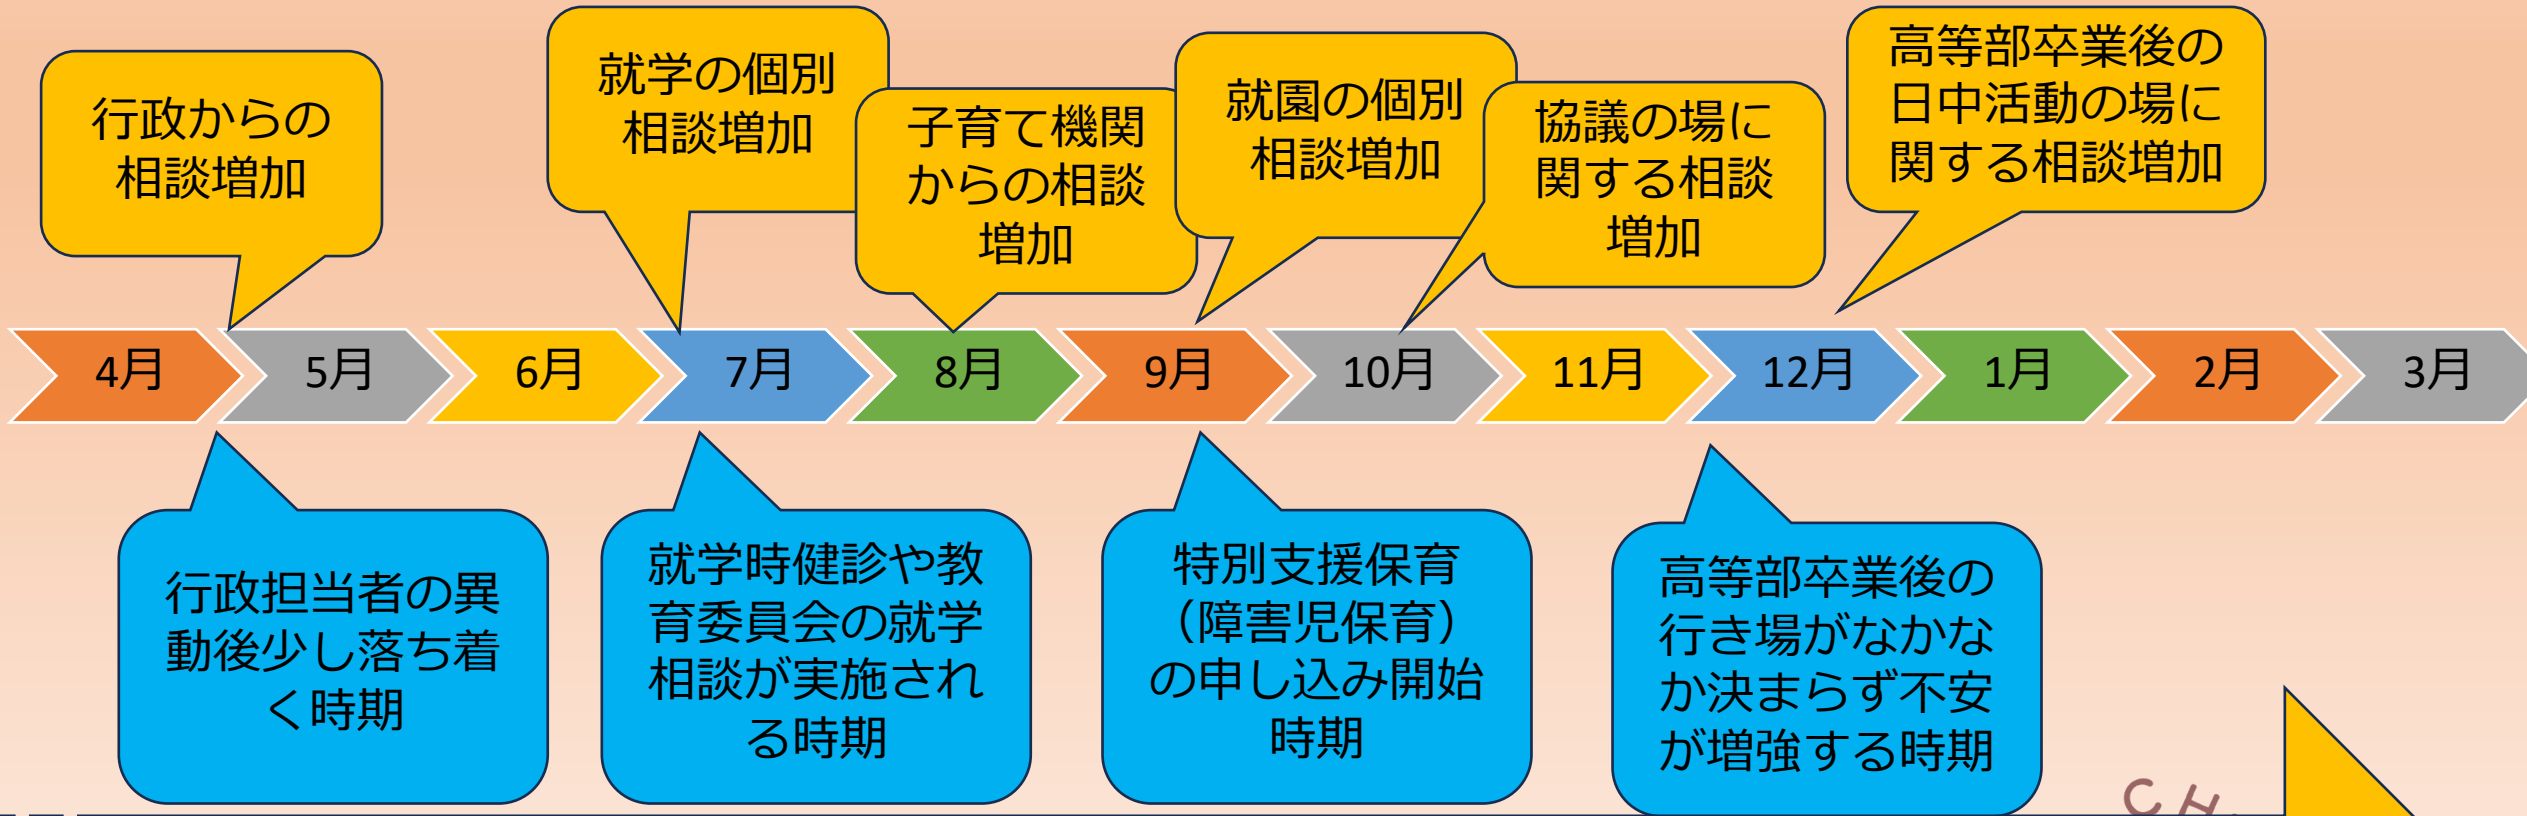 行政からの
相談増加
就学の個別
相談増加
子育て機関
からの相談
増加
就園の個別
相談増加
協議の場に
関する相談
増加
高等部卒業後の
日中活動の場に
関する相談増加
4月
5月
6月
7月
8月
9月
10月
11月
12月
1月
2月
3月
行政担当者の異
動後少し落ち着
く時期
就学時健診や教
育委員会の就学
相談が実施され
る時期
特別支援保育
（障害児保育）
の申し込み開始
時期
高等部卒業後の
行き場がなかな
か決まらず不安
が増強する時期